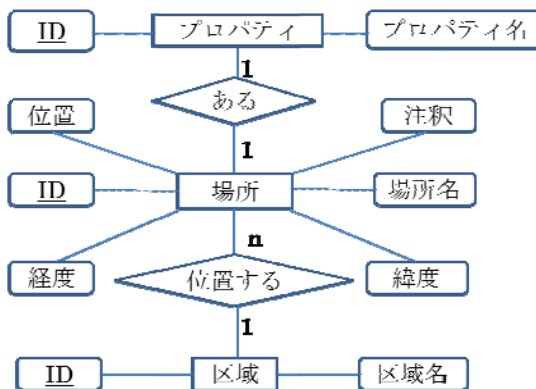 ID プロパティ プロパティ名
1
ある
位置 注釈
1
ID 場所 場所名
n
経度 位置する 緯度
1
ID 区域 区域名